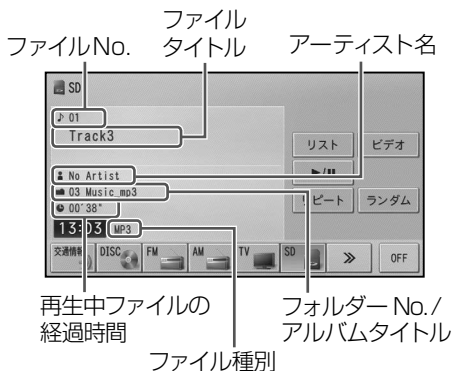 ファイル
タイトル
ファイルNo.
アーティスト名
SD
♪ 01
Track3
リスト
ビデオ
No Artist
►/II
03 Music_mp3
リピート
ランダム
00'38"
13:03
MP3
交通情報
DISC
FM
AM
TV
SD
≫
OFF
再生中ファイルの
経過時間
フォルダーNo./
アルバムタイトル
ファイル種別